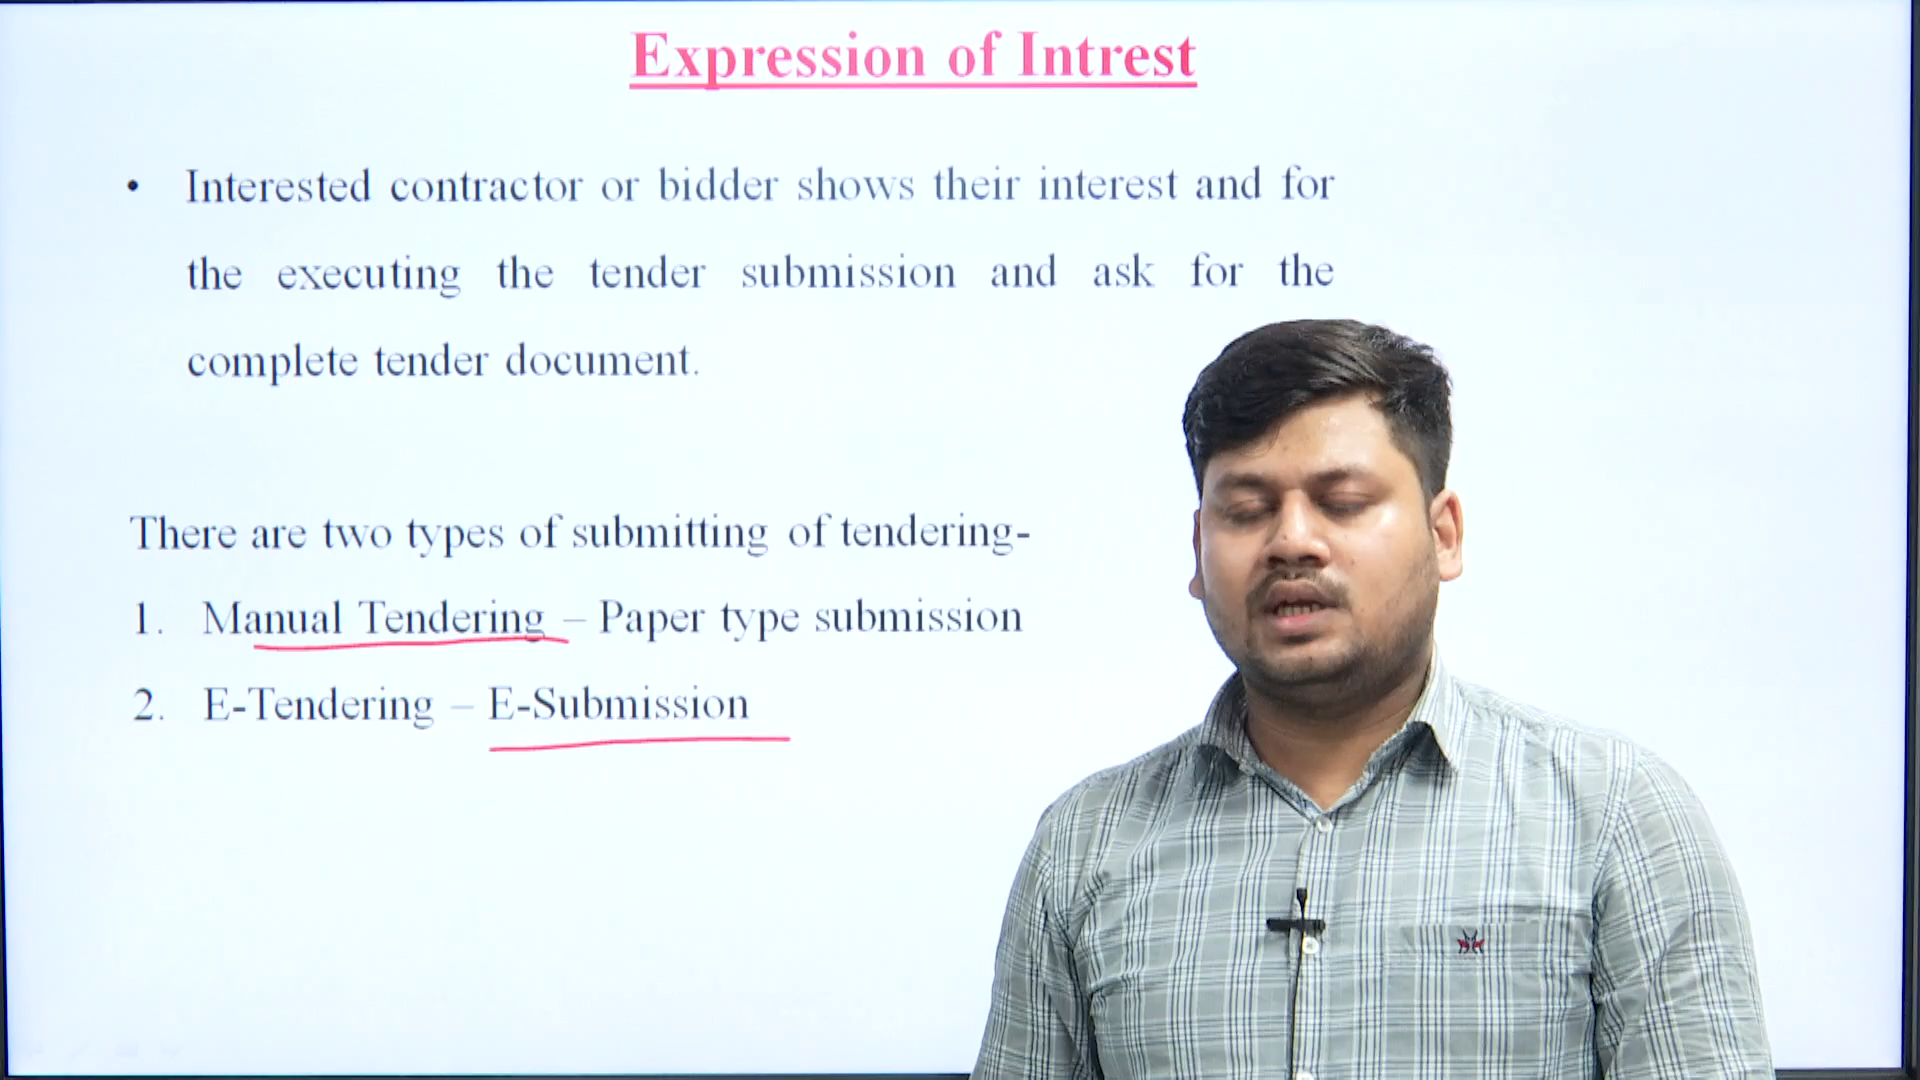 Expression of Intrest
• Interested contractor or bidder shows their interest and for
the executing the tender submission and ask for the
complete tender document.
There are two types of submitting of tendering-
1. Manual Tendering – Paper type submission
2. E-Tendering – E-Submission